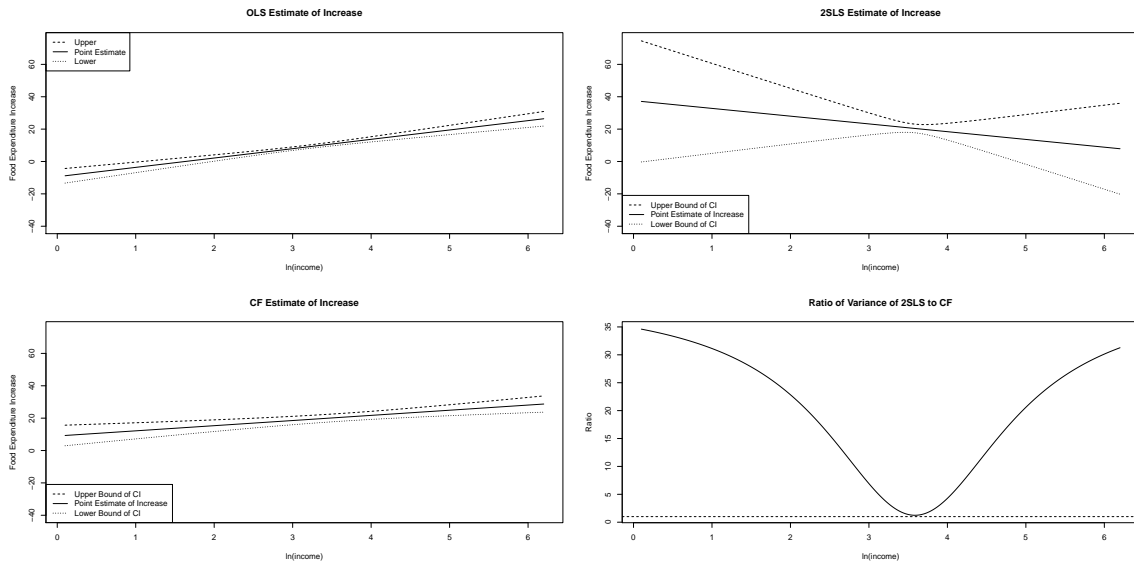 OLS Estimate of Increase
Food Expenditure Increase
60
40
20
0
−20
−40
Upper
Point Estimate
Lower
0 1 2 3 4 5 6
ln(income)
2SLS Estimate of Increase
Food Expenditure Increase
60
40
20
0
−20
−40
Upper Bound of CI
Point Estimate of Increase
Lower Bound of CI
0 1 2 3 4 5 6
ln(income)
CF Estimate of Increase
Food Expenditure Increase
60
40
20
0
−20
−40
Upper Bound of CI
Point Estimate of Increase
Lower Bound of CI
0 1 2 3 4 5 6
ln(income)
Ratio of Variance of 2SLS to CF
Ratio
35
30
25
20
15
10
5
0
0 1 2 3 4 5 6
ln(income)